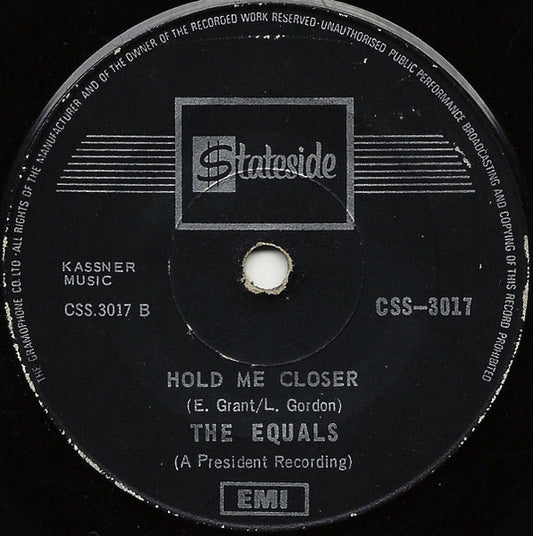 THE GRAMOPHONE CO. LTD · ALL RIGHTS OF THE MANUFACTURER AND OF THE OWNER OF THE RECORDED WORK RESERVED · UNAUTHORISED PUBLIC PERFORMANCE BROADCASTING AND COPYING OF THIS RECORD PROHIBITED
Stateside
KASSNER
MUSIC
CSS.3017 B
CSS-3017
HOLD ME CLOSER
(E. Grant/L. Gordon)
THE EQUALS
(A President Recording)
EMI